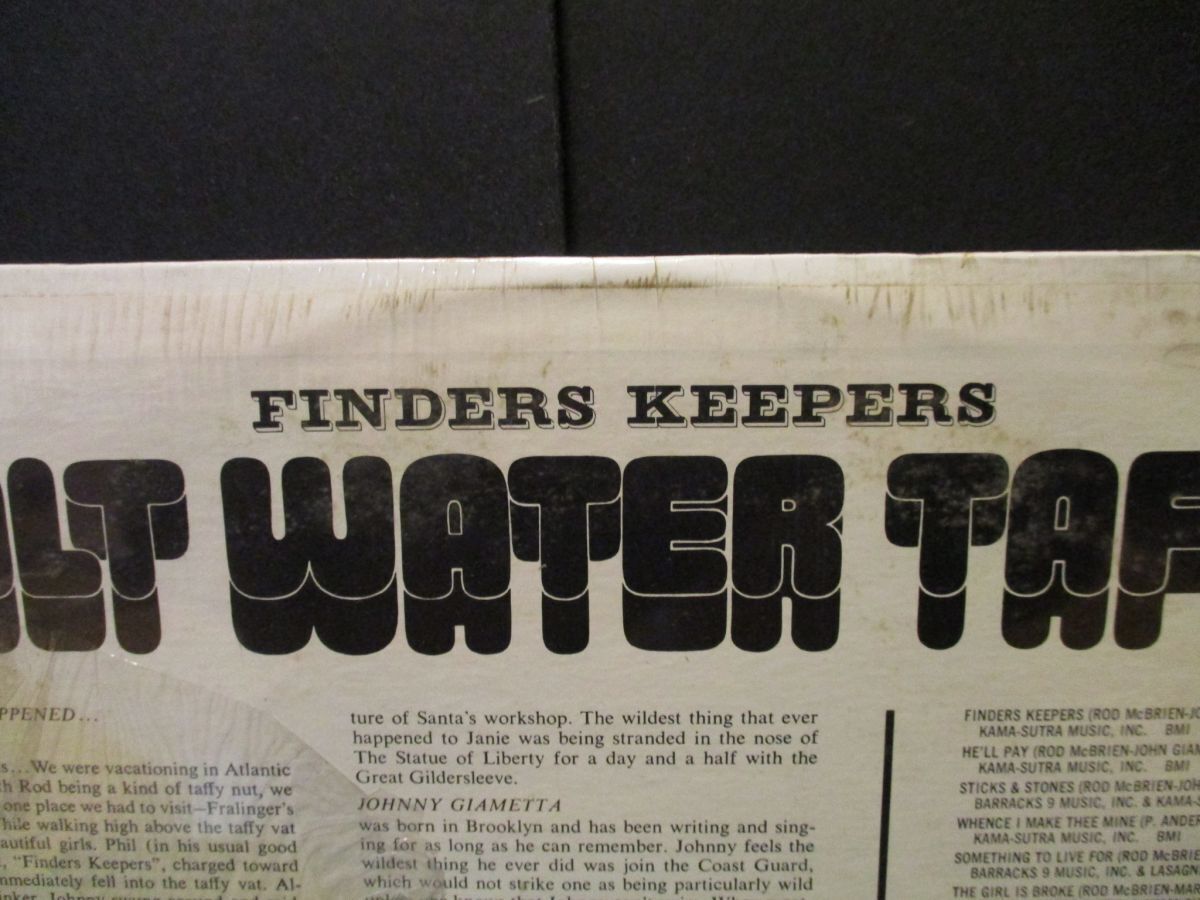 FINDERS KEEPERS
ALT WATER TAF
PPENED...
s...We were vacationing in Atlantic
h Rod being a kind of taffy nut, we
one place we had to visit—Fralinger's
While walking high above the taffy vat
autiful girls. Phil (in his usual good
, "Finders Keepers", charged toward
mmediately fell into the taffy vat. Al-
ture of Santa's workshop. The wildest thing that ever
happened to Janie was being stranded in the nose of
The Statue of Liberty for a day and a half with the
Great Gildersleeve.
JOHNNY GIAMETTA
was born in Brooklyn and has been writing and sing-
ing for as long as he can remember. Johnny feels the
wildest thing he ever did was join the Coast Guard,
which would not strike one as being particularly wild
FINDERS KEEPERS (ROD McBRIEN-JO
KAMA-SUTRA MUSIC, INC. BMI
HE'LL PAY (ROD McBRIEN-JOHN GIAM
KAMA-SUTRA MUSIC, INC. BMI
STICKS & STONES (ROD McBRIEN-JOH
BARRACKS 9 MUSIC, INC. & KAMA-
WHENCE I MAKE THEE MINE (P. ANDER
KAMA-SUTRA MUSIC, INC. BMI
SOMETHING TO LIVE FOR (ROD McBRIE
BARRACKS 9 MUSIC, INC. & LASAGN
THE GIRL IS BROKE (ROD McBRIEN-MAR